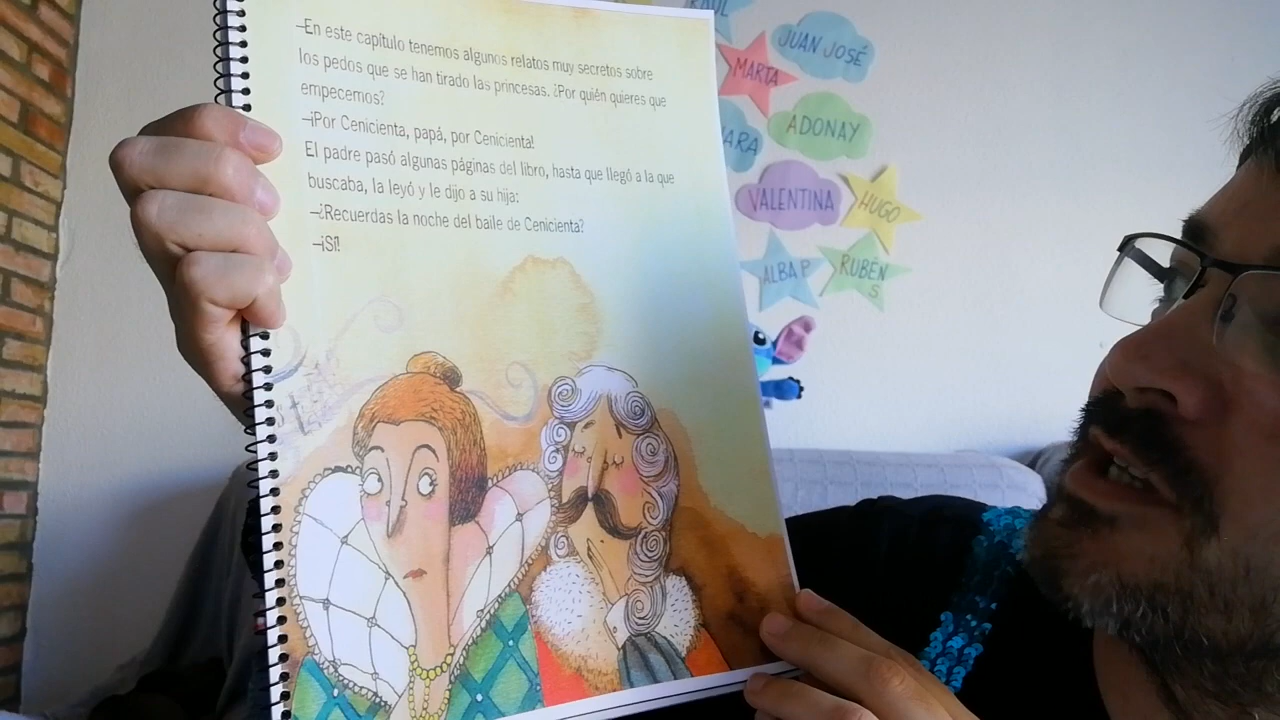 —En este capítulo tenemos algunos relatos muy secretos sobre
los pedos que se han tirado las princesas. ¿Por quién quieres que
empecemos?
—¡Por Cenicienta, papá, por Cenicienta!
El padre pasó algunas páginas del libro, hasta que llegó a la que
buscaba, la leyó y le dijo a su hija:
—¿Recuerdas la noche del baile de Cenicienta?
—¡Sí!
RAÚL
JUAN JOSÉ
MARTA
ADONAY
ARA
VALENTINA
HUGO
ALBA P
RUBÉN
S